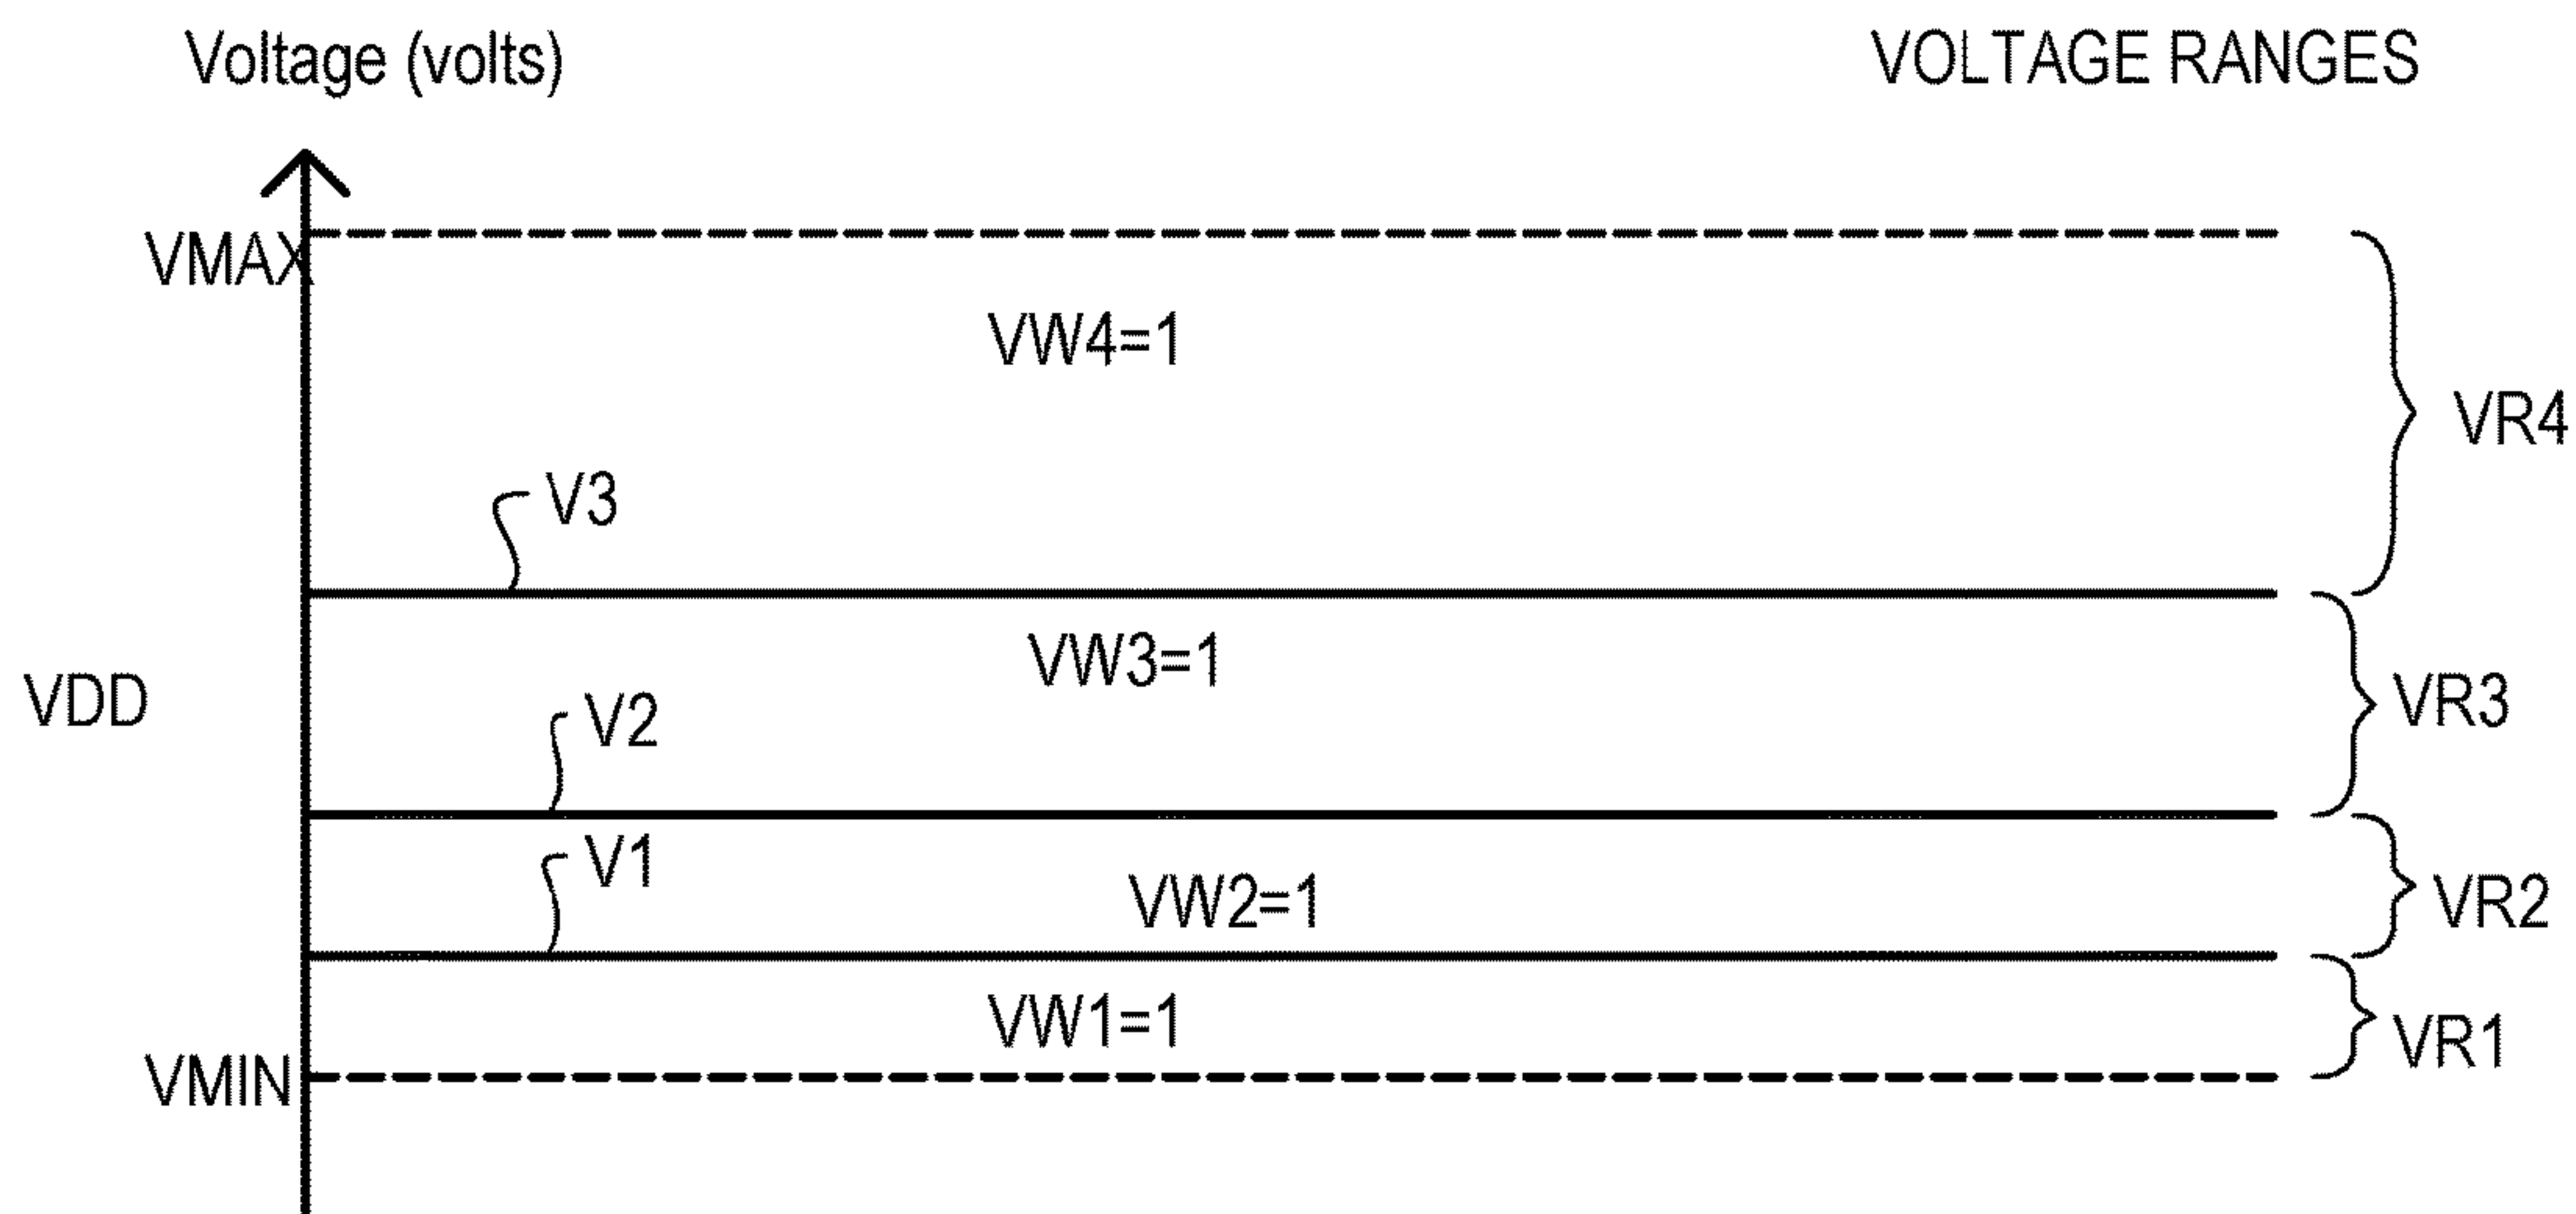 Voltage (volts)
VOLTAGE RANGES
VMAX
VW4=1
VR4
V3
VW3=1
VDD
V2
VR3
V1
VW2=1
VR2
VW1=1
VR1
VMIN